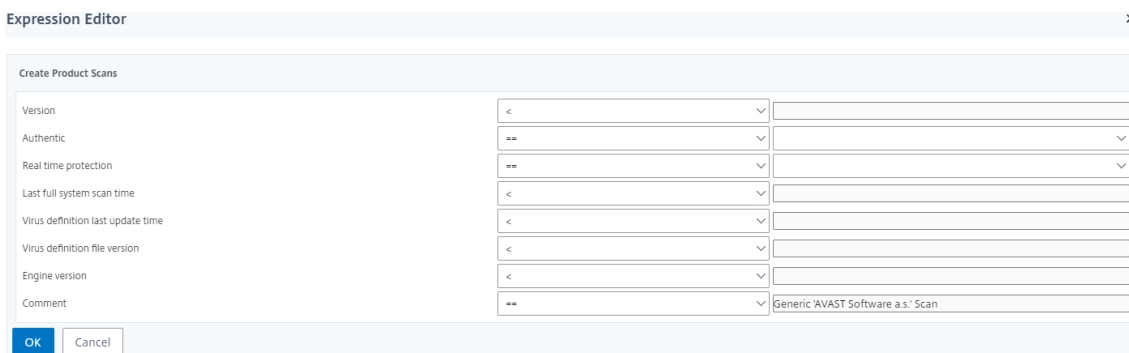 Expression Editor
Create Product Scans
Version <
Authentic ==
Real time protection ==
Last full system scan time <
Virus definition last update time <
Virus definition file version <
Engine version <
Comment == Generic 'AVAST Software a.s.' Scan
OK Cancel